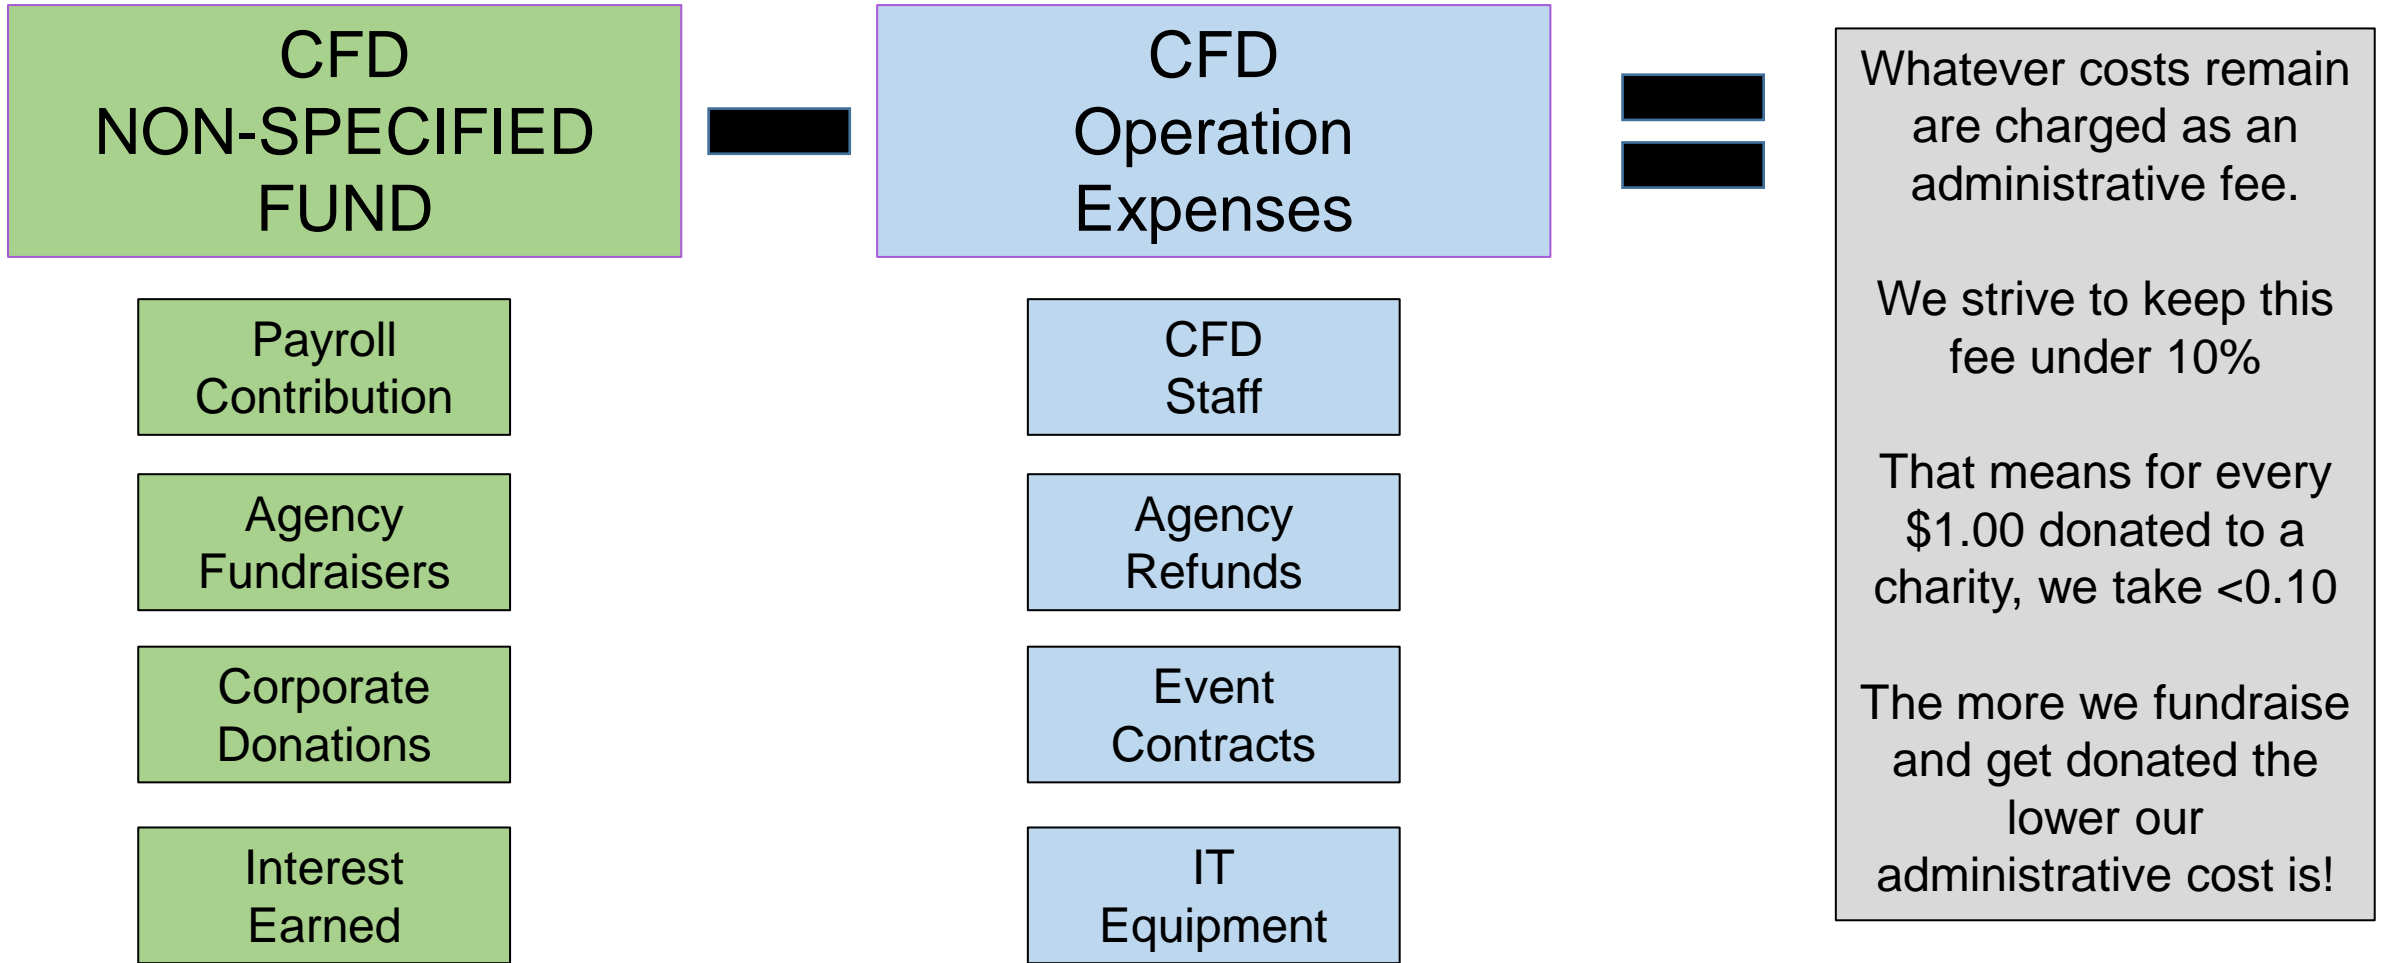 CFD
NON-SPECIFIED
FUND
Payroll
Contribution
Agency
Fundraisers
Corporate
Donations
Interest
Earned
CFD
Operation
Expenses
CFD
Staff
Agency
Refunds
Event
Contracts
IT
Equipment
Whatever costs remain
are charged as an
administrative fee.
We strive to keep this
fee under 10%
That means for every
$1.00 donated to a
charity, we take <0.10
The more we fundraise
and get donated the
lower our
administrative cost is!